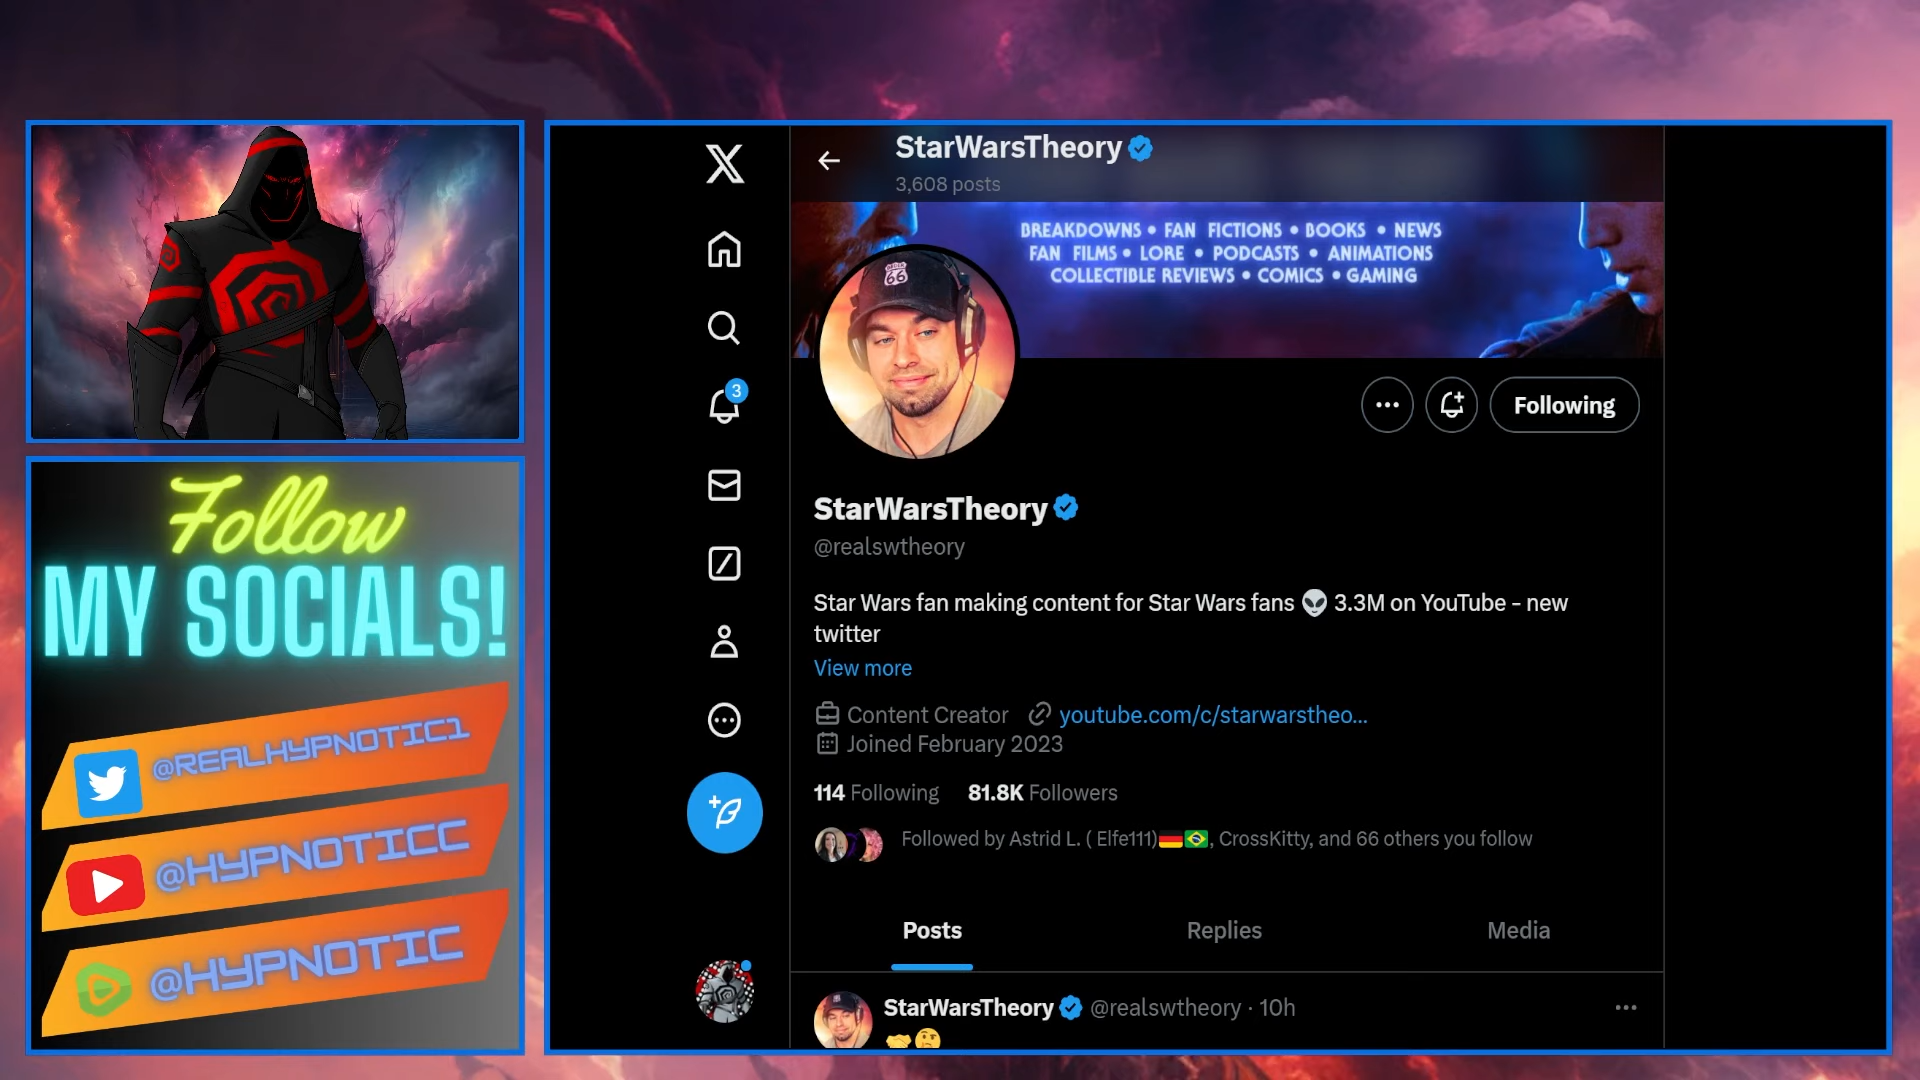 StarWarsTheory
3,608 posts
BREAKDOWNS • FAN FICTIONS • BOOKS • NEWS
FAN FILMS • LORE • PODCASTS • ANIMATIONS
COLLECTIBLE REVIEWS • COMICS • GAMING
66
3
Following
StarWarsTheory
@realswtheory
Star Wars fan making content for Star Wars fans 👽 3.3M on YouTube - new
twitter
View more
Content Creator youtube.com/c/starwarstheo...
Joined February 2023
114 Following 81.8K Followers
Followed by Astrid L. ( Elfe111)🇩🇪🇧🇷, CrossKitty, and 66 others you follow
Posts Replies Media
StarWarsTheory @realswtheory · 10h
🤝🤔
Follow
MY SOCIALS!
@REALHYPNOTIC1
@HYPNOTICC
@HYPNOTIC